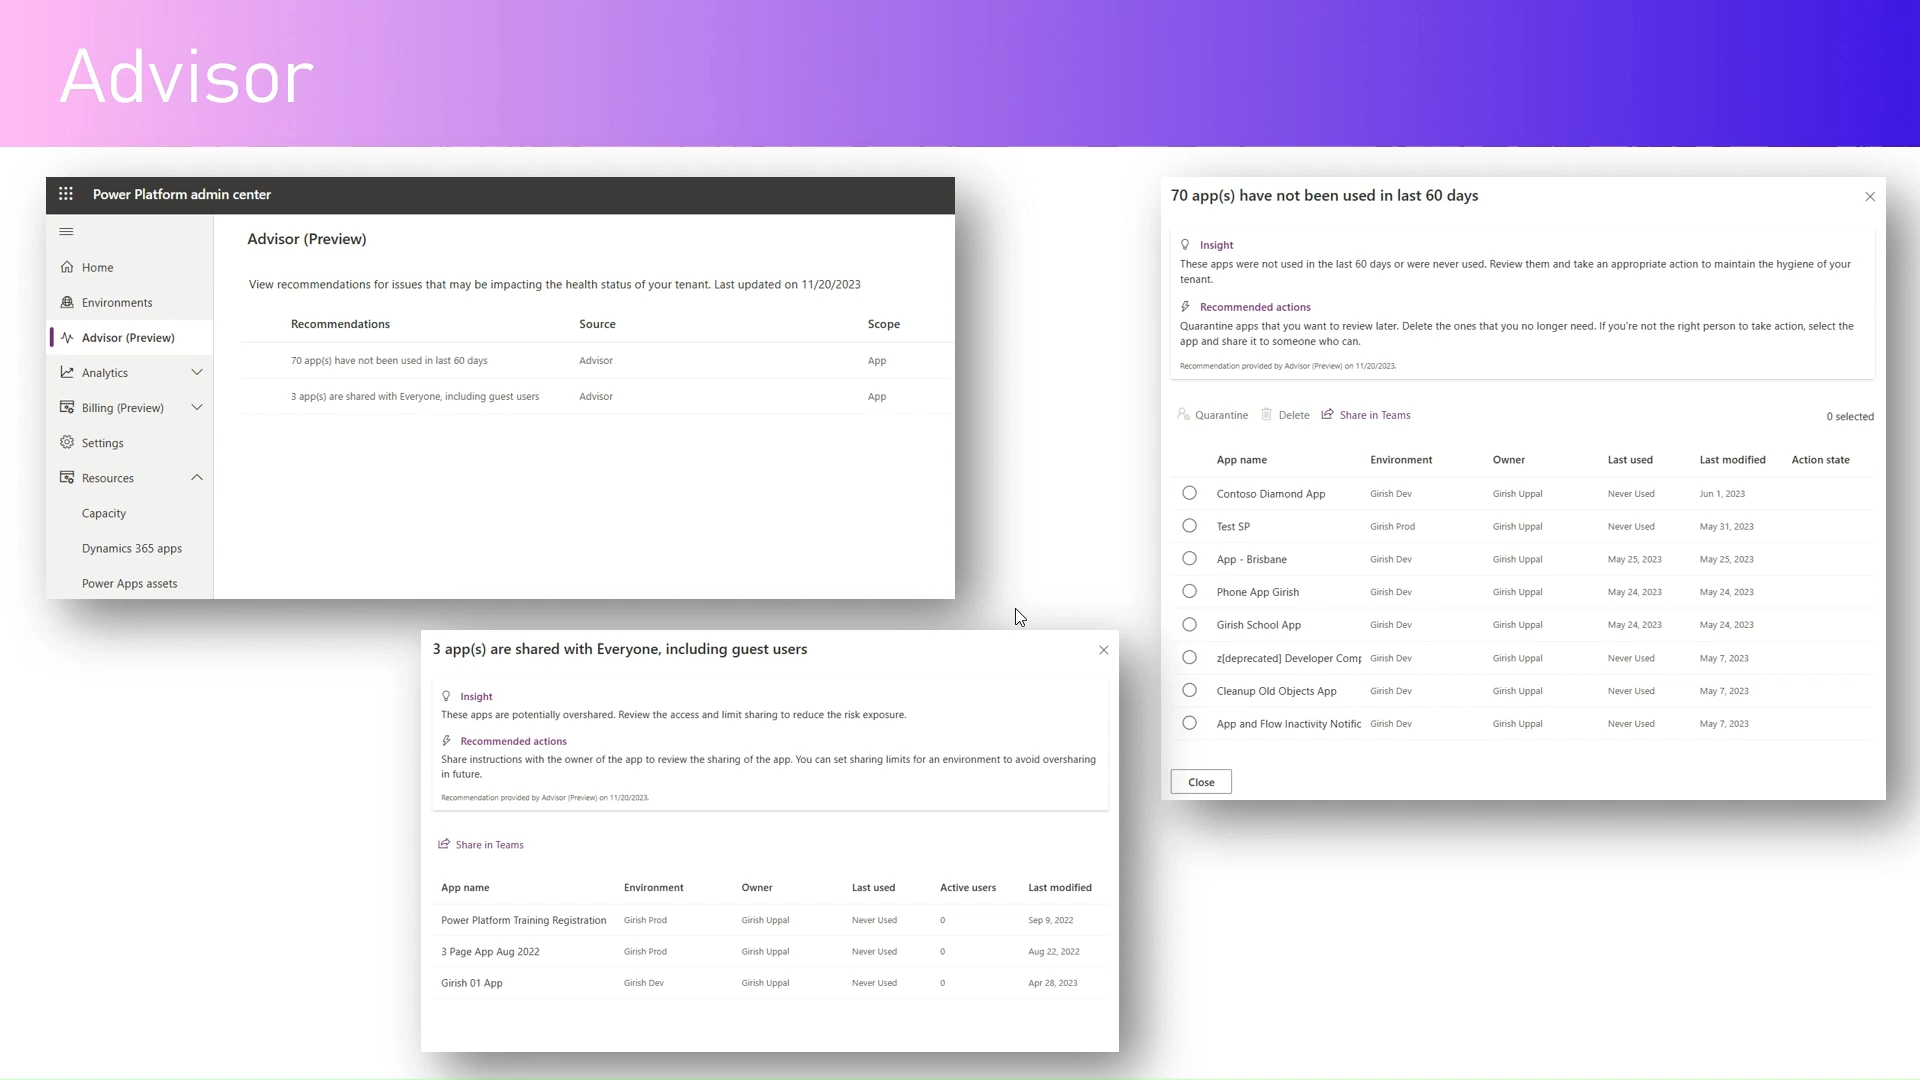 Advisor
Power Platform admin center
Home
Environments
Advisor (Preview)
Analytics
Billing (Preview)
Settings
Resources
Capacity
Dynamics 365 apps
Power Apps assets
Advisor (Preview)
View recommendations for issues that may be impacting the health status of your tenant. Last updated on 11/20/2023
Recommendations Source Scope
70 app(s) have not been used in last 60 days Advisor App
3 app(s) are shared with Everyone, including guest users Advisor App
70 app(s) have not been used in last 60 days
Insight
These apps were not used in the last 60 days or were never used. Review them and take an appropriate action to maintain the hygiene of your
tenant.
Recommended actions
Quarantine apps that you want to review later. Delete the ones that you no longer need. If you're not the right person to take action, select the
app and share it to someone who can.
Recommendation provided by Advisor (Preview) on 11/20/2023.
Quarantine Delete Share in Teams 0 selected
App name Environment Owner Last used Last modified Action state
Contoso Diamond App Girish Dev Girish Uppal Never Used Jun 1, 2023
Test SP Girish Prod Girish Uppal Never Used May 31, 2023
App - Brisbane Girish Dev Girish Uppal May 25, 2023 May 25, 2023
Phone App Girish Girish Dev Girish Uppal May 24, 2023 May 24, 2023
Girish School App Girish Dev Girish Uppal May 24, 2023 May 24, 2023
z[deprecated] Developer Comp Girish Dev Girish Uppal Never Used May 7, 2023
Cleanup Old Objects App Girish Dev Girish Uppal Never Used May 7, 2023
App and Flow Inactivity Notific Girish Dev Girish Uppal Never Used May 7, 2023
Close
3 app(s) are shared with Everyone, including guest users
Insight
These apps are potentially overshared. Review the access and limit sharing to reduce the risk exposure.
Recommended actions
Share instructions with the owner of the app to review the sharing of the app. You can set sharing limits for an environment to avoid oversharing
in future.
Recommendation provided by Advisor (Preview) on 11/20/2023.
Share in Teams
App name Environment Owner Last used Active users Last modified
Power Platform Training Registration Girish Prod Girish Uppal Never Used 0 Sep 9, 2022
3 Page App Aug 2022 Girish Prod Girish Uppal Never Used 0 Aug 22, 2022
Girish 01 App Girish Dev Girish Uppal Never Used 0 Apr 28, 2023